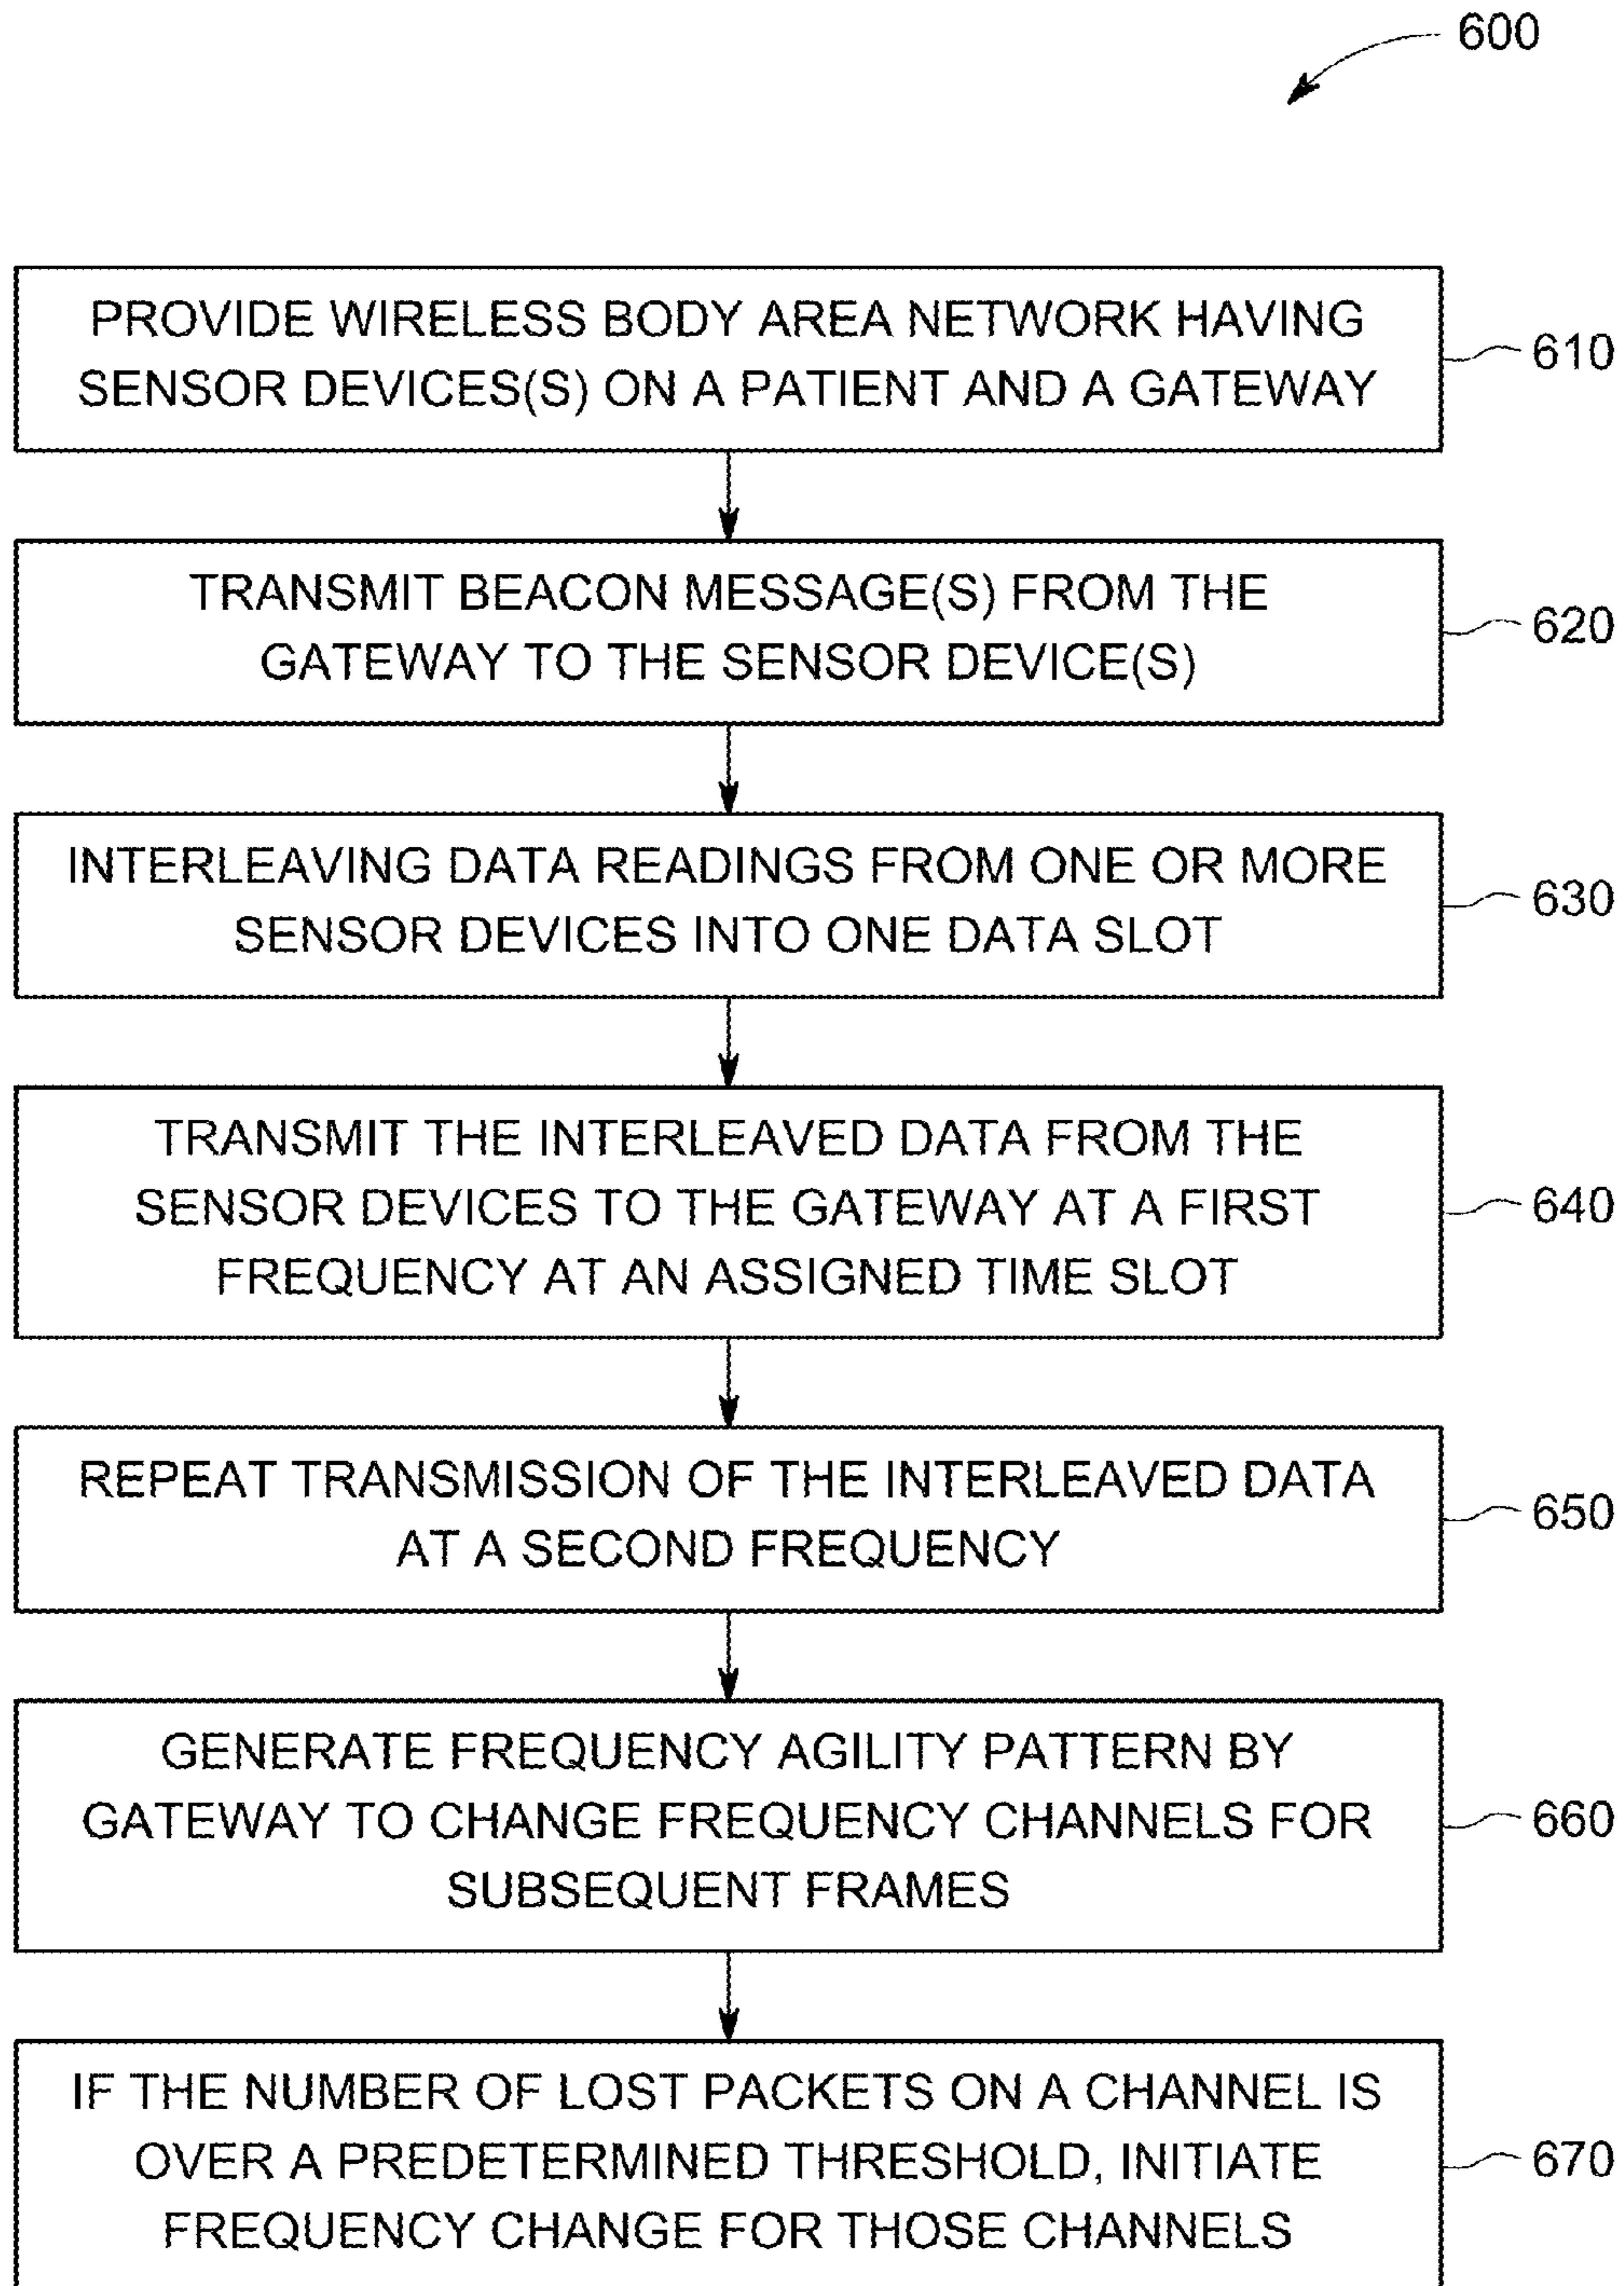 600
PROVIDE WIRELESS BODY AREA NETWORK HAVING
SENSOR DEVICES(S) ON A PATIENT AND A GATEWAY
610
TRANSMIT BEACON MESSAGE(S) FROM THE
GATEWAY TO THE SENSOR DEVICE(S)
620
INTERLEAVING DATA READINGS FROM ONE OR MORE
SENSOR DEVICES INTO ONE DATA SLOT
630
TRANSMIT THE INTERLEAVED DATA FROM THE
SENSOR DEVICES TO THE GATEWAY AT A FIRST
FREQUENCY AT AN ASSIGNED TIME SLOT
640
REPEAT TRANSMISSION OF THE INTERLEAVED DATA
AT A SECOND FREQUENCY
650
GENERATE FREQUENCY AGILITY PATTERN BY
GATEWAY TO CHANGE FREQUENCY CHANNELS FOR
SUBSEQUENT FRAMES
660
IF THE NUMBER OF LOST PACKETS ON A CHANNEL IS
OVER A PREDETERMINED THRESHOLD, INITIATE
FREQUENCY CHANGE FOR THOSE CHANNELS
670